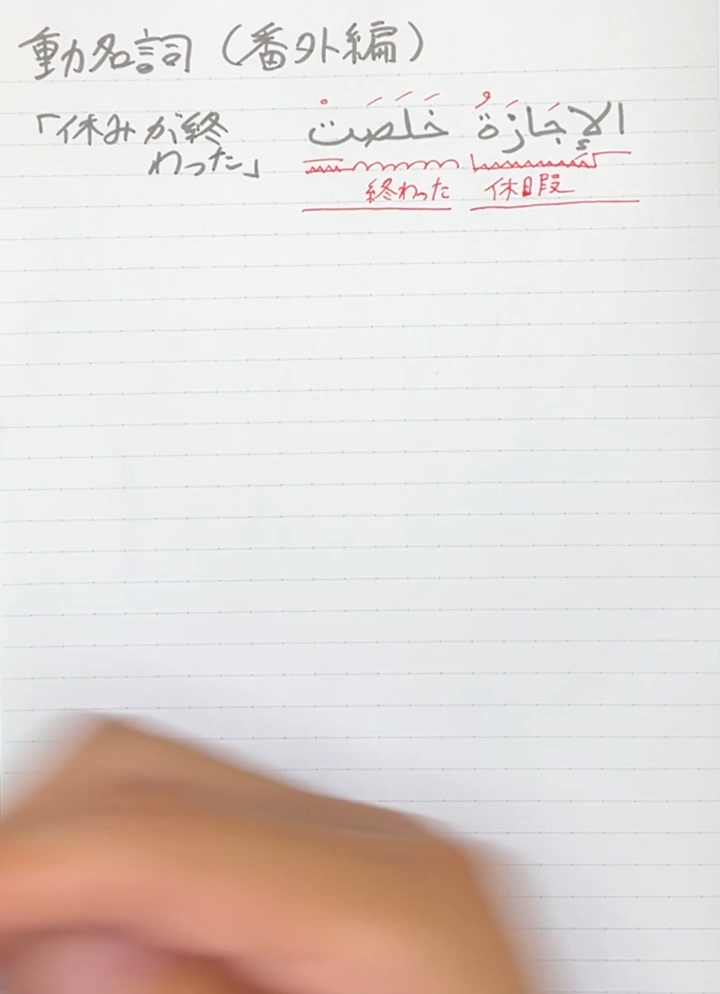 動名詞（番外編）
「休みが終
わった」
الإِجَازَةُ خَلَصَتْ
終わった 休日暇